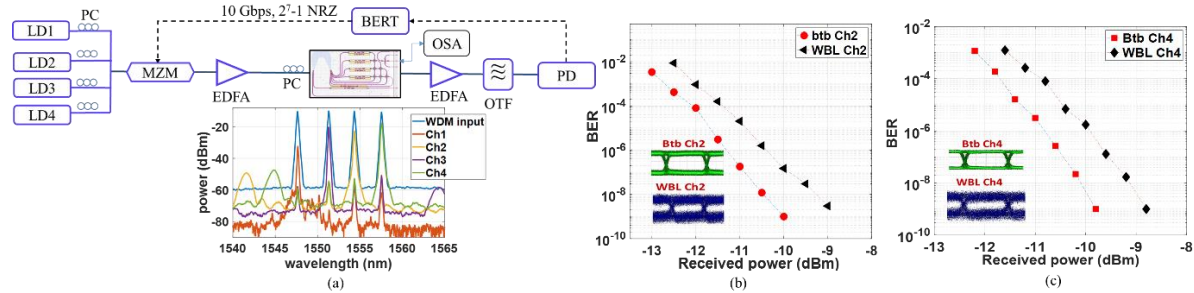 10 Gbps, 2⁷-1 NRZ
BERT
LD1
PC
LD2
LD3
LD4
MZM
EDFA
PC
OSA
EDFA
OTF
PD
power (dBm)
-20
-40
-60
-80
WDM input
Ch1
Ch2
Ch3
Ch4
1540 1545 1550 1555 1560 1565
wavelength (nm)
(a)
BER
10⁻²
10⁻⁴
10⁻⁶
10⁻⁸
10⁻¹⁰
btb Ch2
WBL Ch2
Btb Ch2
WBL Ch2
-13 -12 -11 -10 -9 -8
Received power (dBm)
(b)
BER
10⁻²
10⁻⁴
10⁻⁶
10⁻⁸
10⁻¹⁰
Btb Ch4
WBL Ch4
Btb Ch4
WBL Ch4
-13 -12 -11 -10 -9 -8
Received power (dBm)
(c)